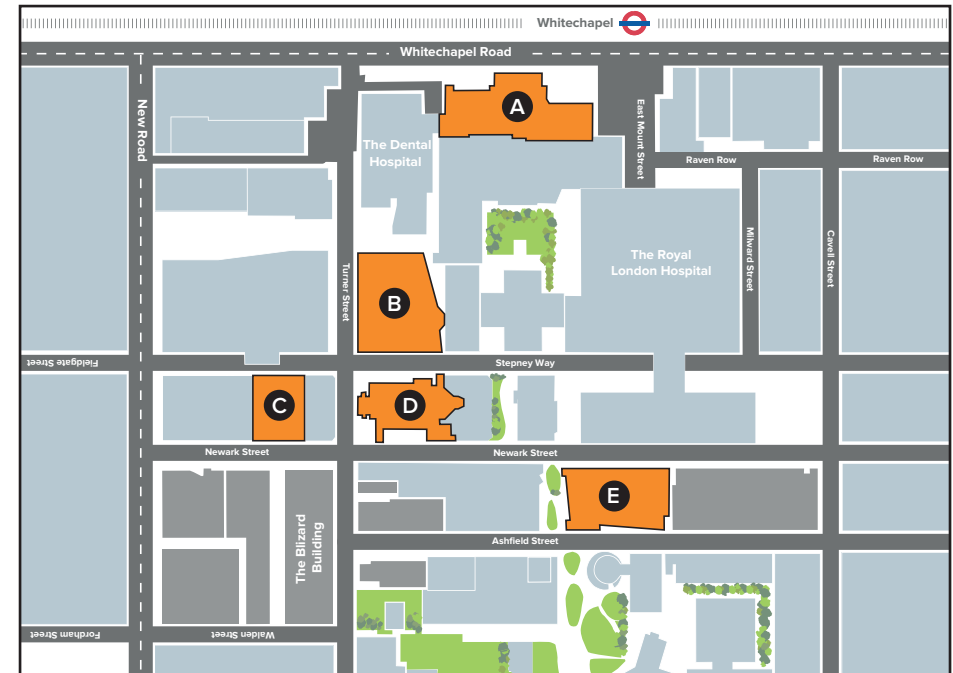 Whitechapel
Whitechapel Road
New Road
A
East Mount Street
The Dental
Hospital
Raven Row
Raven Row
The Royal
London Hospital
Milward Street
Cavell Street
Turner Street
B
Fieldgate Street
Stepney Way
C
D
Newark Street
Newark Street
E
The Blizard
Building
Ashfield Street
Fordham Street
Walden Street